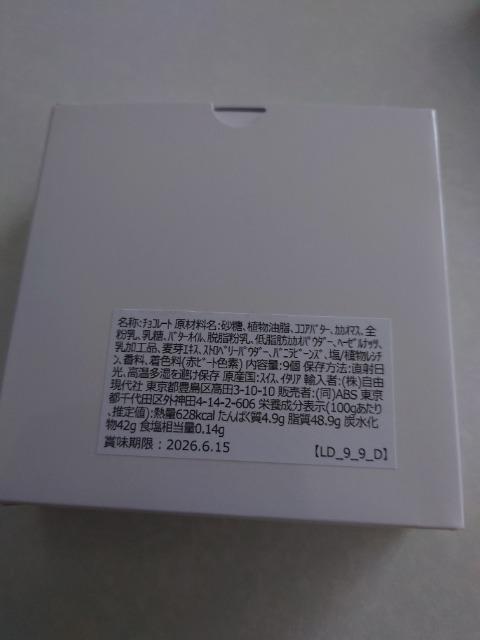 名称:ﾁｮｺﾚｰﾄ 原材料名:砂糖、植物油脂、ｺｺｱﾊﾞﾀｰ、ｶｶｵﾏｽ、全
粉乳、乳糖、ﾊﾞﾀｰｵｲﾙ、脱脂粉乳、低脂肪ｶｶｵﾊﾟｳﾀﾞｰ、ﾍｰｾﾞﾙﾅｯﾂ、
乳加工品、麦芽ｴｷｽ、ｽﾄﾛﾍﾞﾘｰﾊﾟｳﾀﾞｰ、ﾊﾞﾆﾗﾋﾞｰﾝｽﾞ、塩/植物ﾚｼﾁ
ﾝ、香料、着色料(赤ﾋﾞｰﾄ色素) 内容量:9個 保存方法:直射日
光、高温多湿を避け保存 原産国:ｽｲｽ、ｲﾀﾘｱ 輸入者:(株)自由
現代社 東京都豊島区高田3-10-10 販売者:(同)ABS 東京
都千代田区外神田4-14-2-606 栄養成分表示(100gあたり
、推定値):熱量628kcal たんぱく質4.9g 脂質48.9g 炭水化
物42g 食塩相当量0.14g
賞味期限：2026.6.15 【LD_9_9_D】